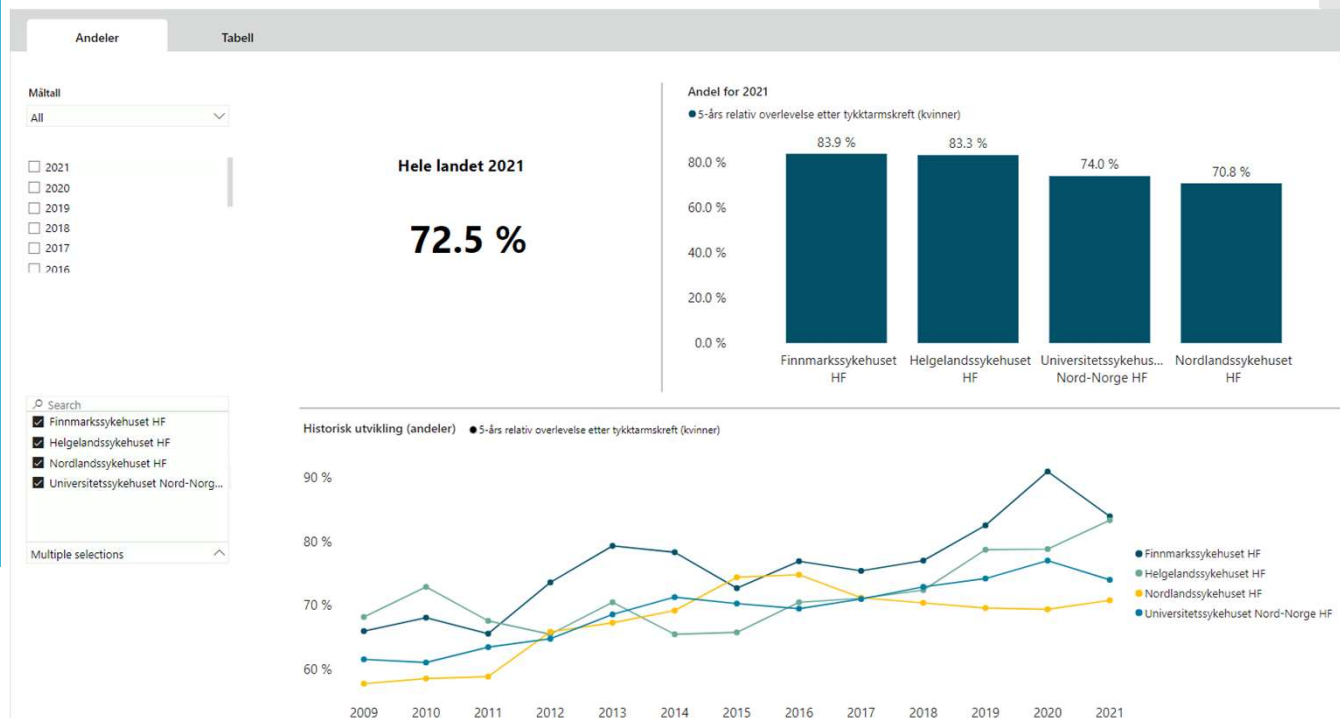 Andeler
Tabell
Måltall
All
2021
2020
2019
2018
2017
2016
Hele landet 2021
72.5 %
Andel for 2021
5-års relativ overlevelse etter tykktarmskreft (kvinner)
83.9 %
83.3 %
74.0 %
70.8 %
80.0 %
60.0 %
40.0 %
20.0 %
0.0 %
Finnmarkssykehuset
HF
Helgelandssykehuset
HF
Universitetssykehus...
Nord-Norge HF
Nordlandssykehuset
HF
Search
Finnmarkssykehuset HF
Helgelandssykehuset HF
Nordlandssykehuset HF
Universitetssykehuset Nord-Norg...
Multiple selections
Historisk utvikling (andeler) 5-års relativ overlevelse etter tykktarmskreft (kvinner)
90 %
80 %
70 %
60 %
2009 2010 2011 2012 2013 2014 2015 2016 2017 2018 2019 2020 2021
Finnmarkssykehuset HF
Helgelandssykehuset HF
Nordlandssykehuset HF
Universitetssykehuset Nord-Norge HF